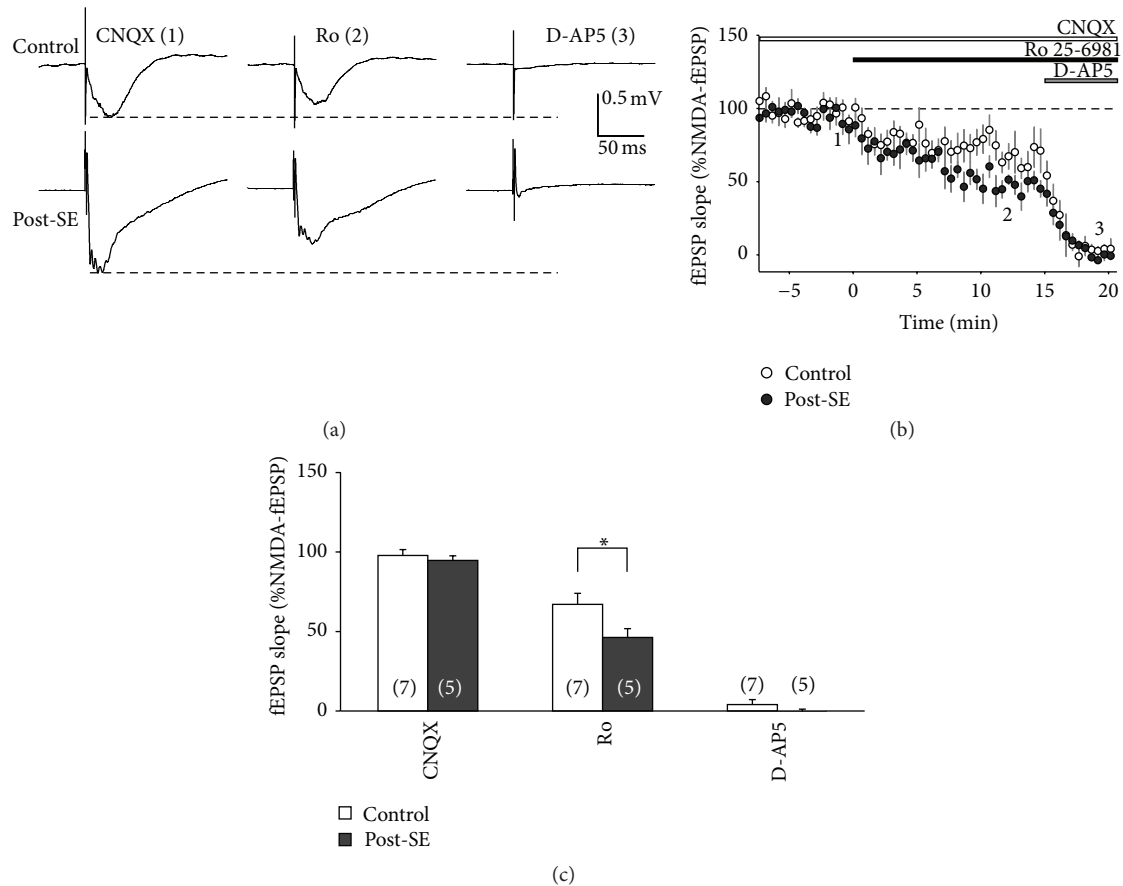 CNQX (1)
Ro (2)
D-AP5 (3)
Control
0.5 mV
50 ms
Post-SE
(a)
fEPSP slope (%NMDA-fEPSP)
150
100
50
0
CNQX
Ro 25-6981
D-AP5
1
2
3
−5
0
5
10
15
20
Time (min)
Control
Post-SE
(b)
fEPSP slope (%NMDA-fEPSP)
150
100
50
0
*
(7)
(5)
(7)
(5)
(7)
(5)
CNQX
Ro
D-AP5
Control
Post-SE
(c)